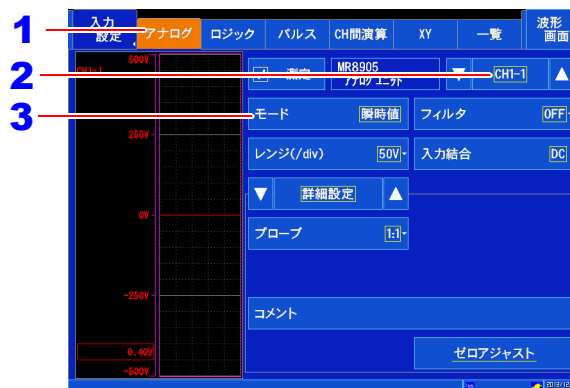 入力
設定
アナログ
ロジック
パルス
CH間演算
XY
一覧
波形
画面
1
2
3
CH1-1
500V
250V
0V
-250V
0.40V
-500V
測定
MR8905
アナログ ユニット
CH1-1
モード
瞬時値
フィルタ
OFF
レンジ(/div)
50V
入力結合
DC
詳細設定
プローブ
1:1
コメント
ゼロアジャスト